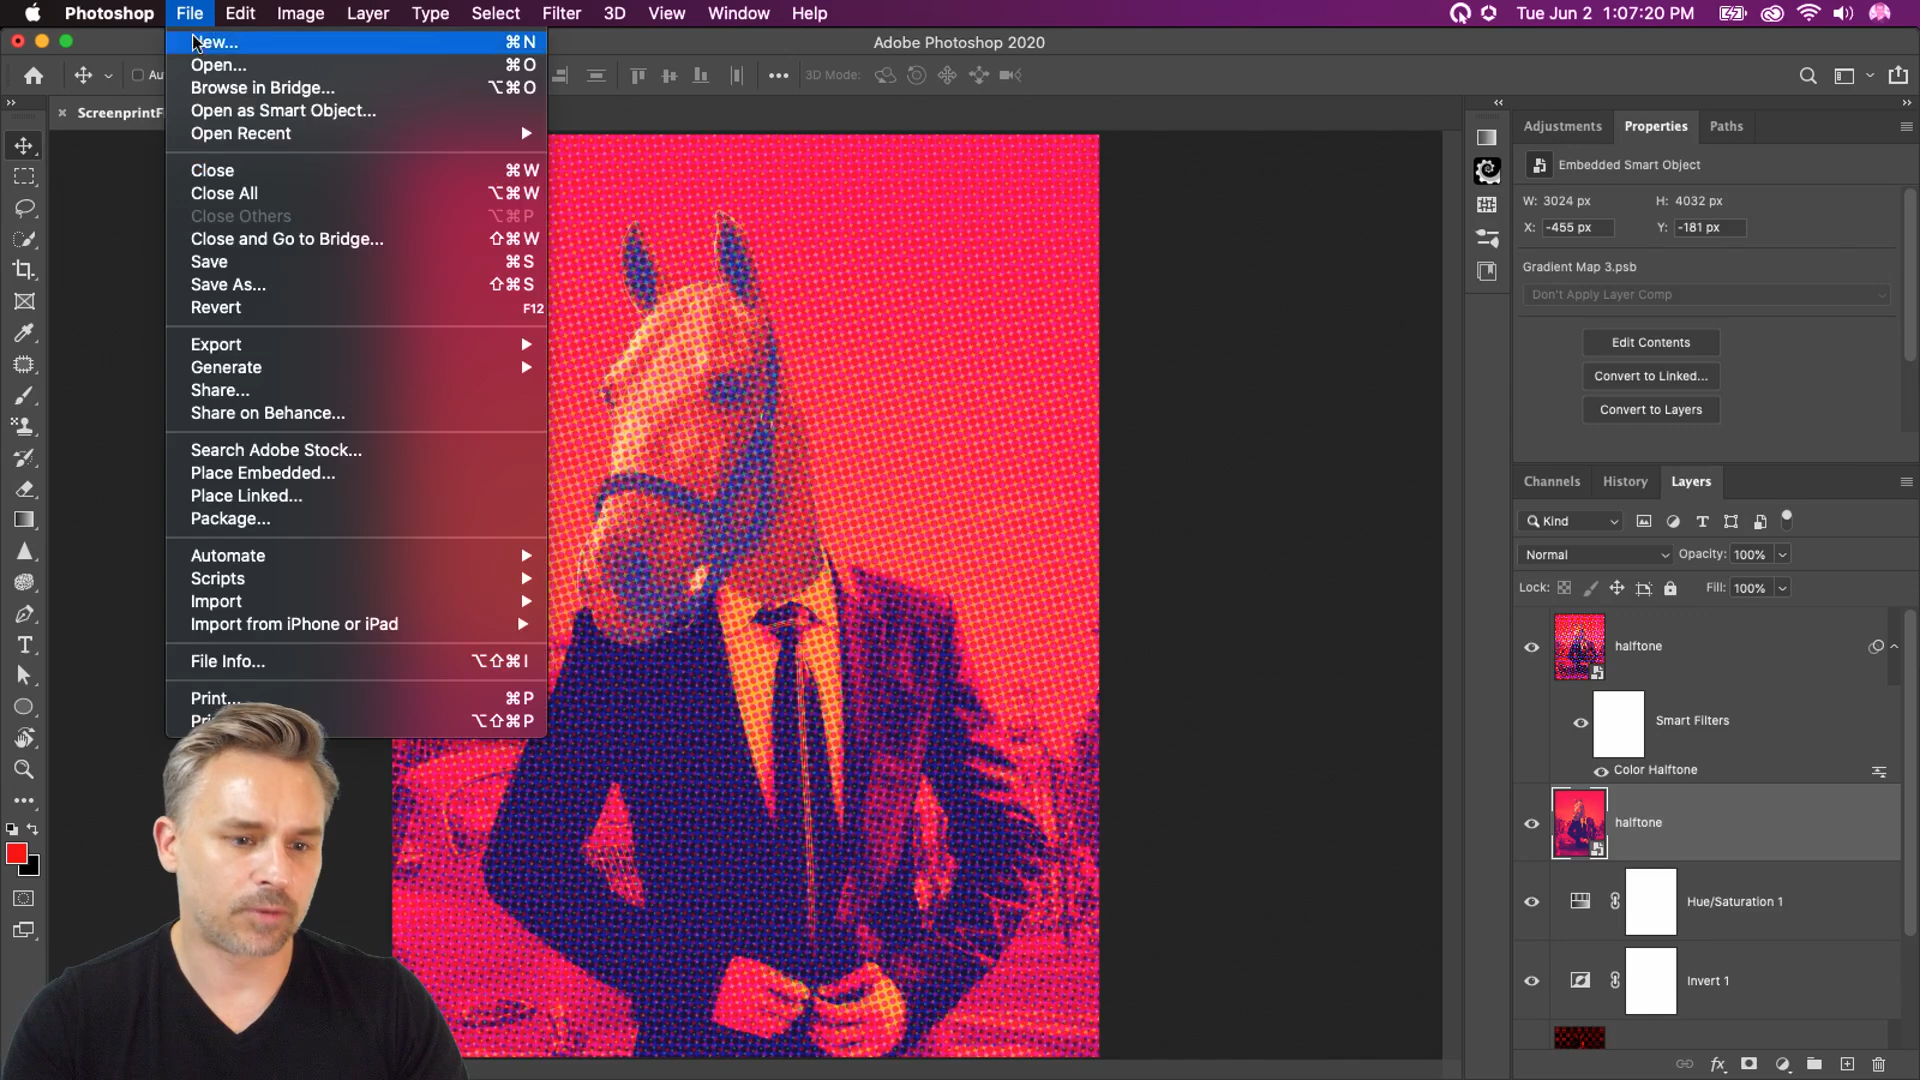 Photoshop File Edit Image Layer Type Select Filter 3D View Window Help Tue Jun 2 1:07:20 PM
Adobe Photoshop 2020
3D Mode:
New... ⌘N
Open... ⌘O
Browse in Bridge... ⌥⌘O
Open as Smart Object...
Open Recent
Close ⌘W
Close All ⌥⌘W
Close Others ⌥⌘P
Close and Go to Bridge... ⇧⌘W
Save ⌘S
Save As... ⇧⌘S
Revert F12
Export
Generate
Share...
Share on Behance...
Search Adobe Stock...
Place Embedded...
Place Linked...
Package...
Automate
Scripts
Import
Import from iPhone or iPad
File Info... ⌥⇧⌘I
Print... ⌘P
⌥⇧⌘P
Adjustments Properties Paths
Embedded Smart Object
W: 3024 px H: 4032 px
X: -455 px Y: -181 px
Gradient Map 3.psb
Don't Apply Layer Comp
Edit Contents
Convert to Linked...
Convert to Layers
Channels History Layers
Kind
Normal Opacity: 100%
Lock: Fill: 100%
halftone
Smart Filters
Color Halftone
halftone
Hue/Saturation 1
Invert 1